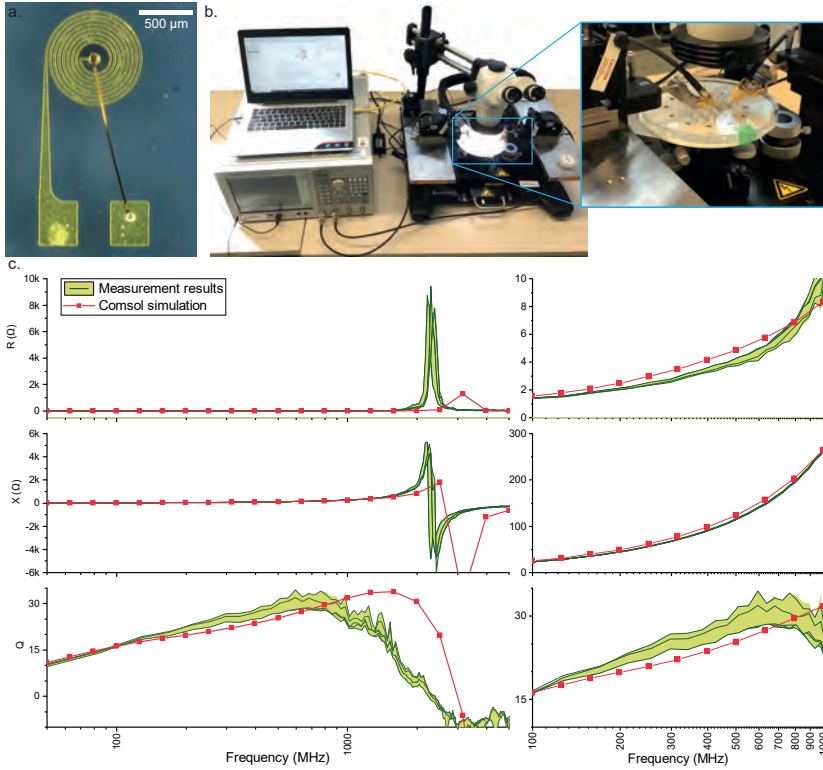 a.
500 µm
b.
c.
Measurement results
Comsol simulation
R (Ω)
10k
8k
6k
4k
2k
0
10
8
6
4
2
0
X (Ω)
6k
4k
2k
0
-2k
-4k
-6k
300
200
100
0
Q
30
15
0
30
15
100
1000
Frequency (MHz)
100
200
300
400
500
600
700
800
900
Frequency (MHz)